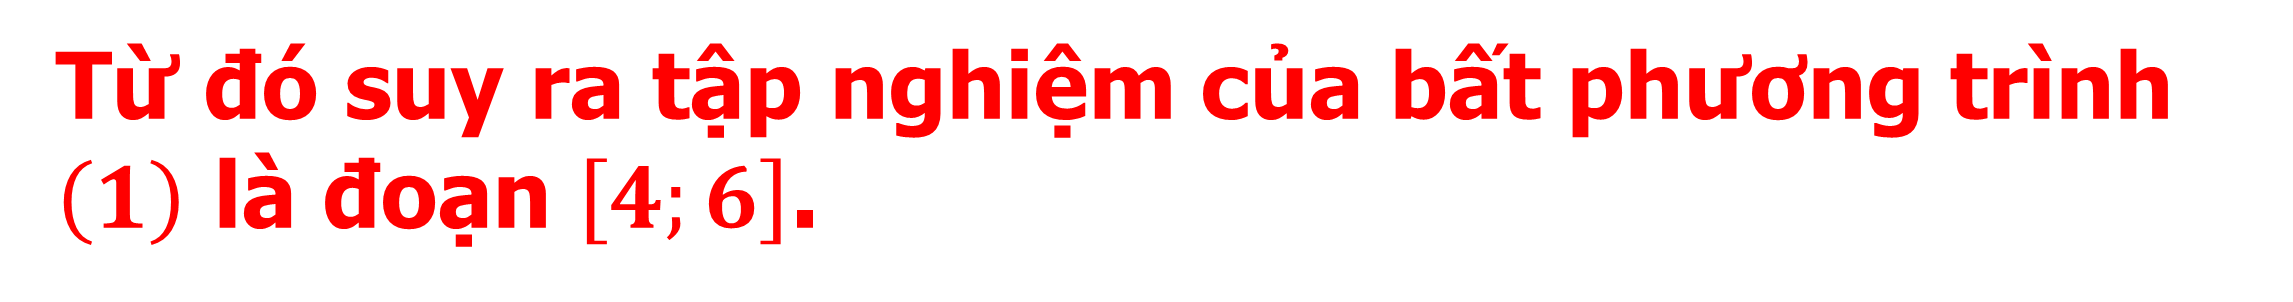 Từ đó suy ra tập nghiệm của bất phương trình
(1) là đoạn [4; 6].